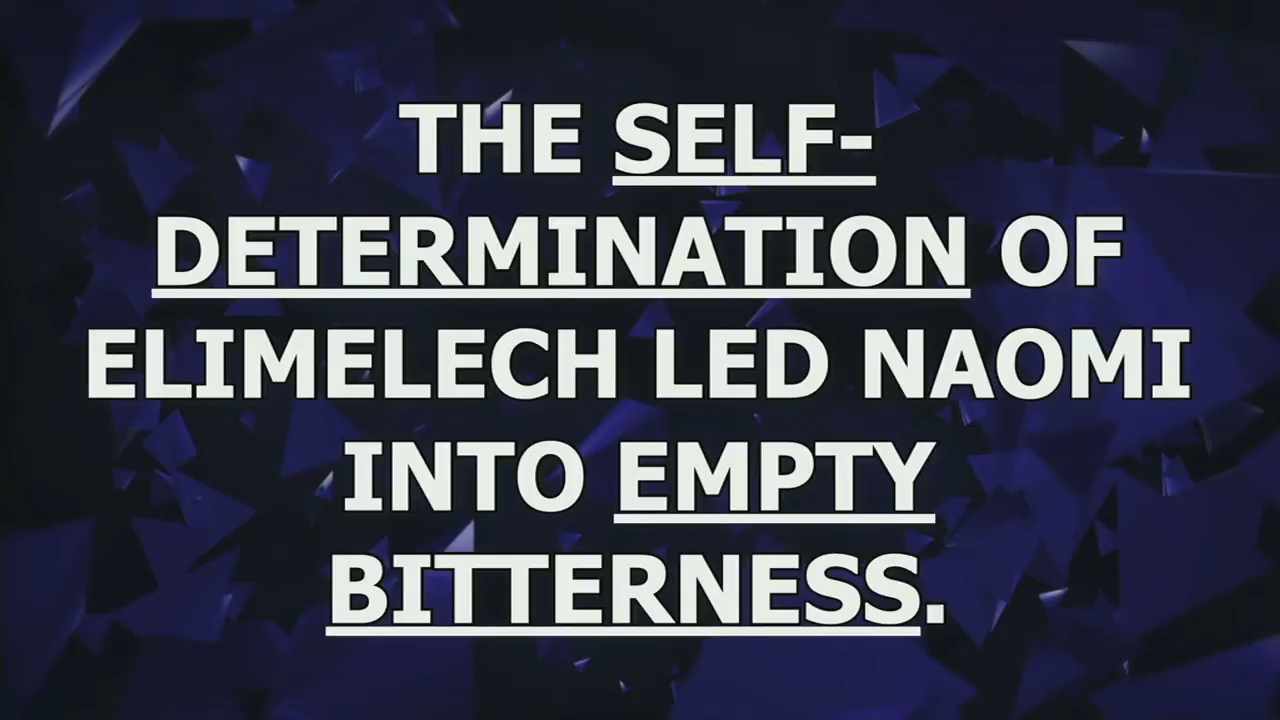 THE SELF-
DETERMINATION OF
ELIMELECH LED NAOMI
INTO EMPTY
BITTERNESS.